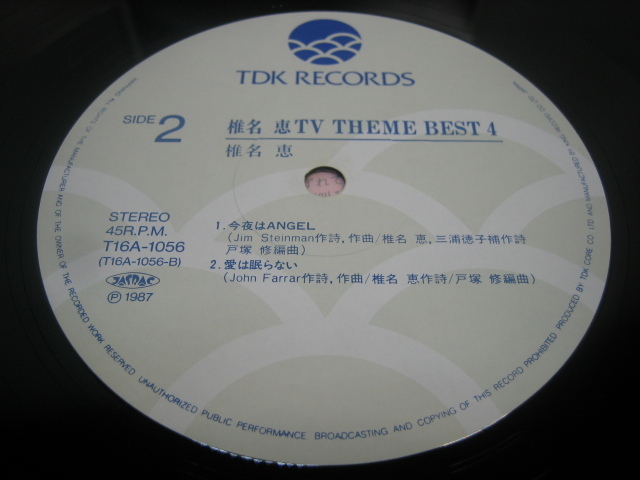 TDK RECORDS
SIDE 2
椎名 恵 TV THEME BEST 4
椎名 恵
STEREO
45R.P.M.
T16A-1056
(T16A-1056-B)
JASRAC
Ⓟ 1987
1. 今夜はANGEL
(Jim Steinman作詩,作曲/椎名 恵,三浦徳子補作詩
戸塚 修編曲)
2. 愛は眠らない
(John Farrar作詩,作曲/椎名 恵作詩/戸塚 修編曲)
OF THE MANUFACTURER AND OF THE OWNER OF THE RECORDED WORK RESERVED. UNAUTHORIZED PUBLIC PERFORMANCE. BROADCASTING AND COPYING OF THIS RECORD PROHIBITED. PRODUCED BY TDK CORE CO. LTD. AND MANUFACTURED BY